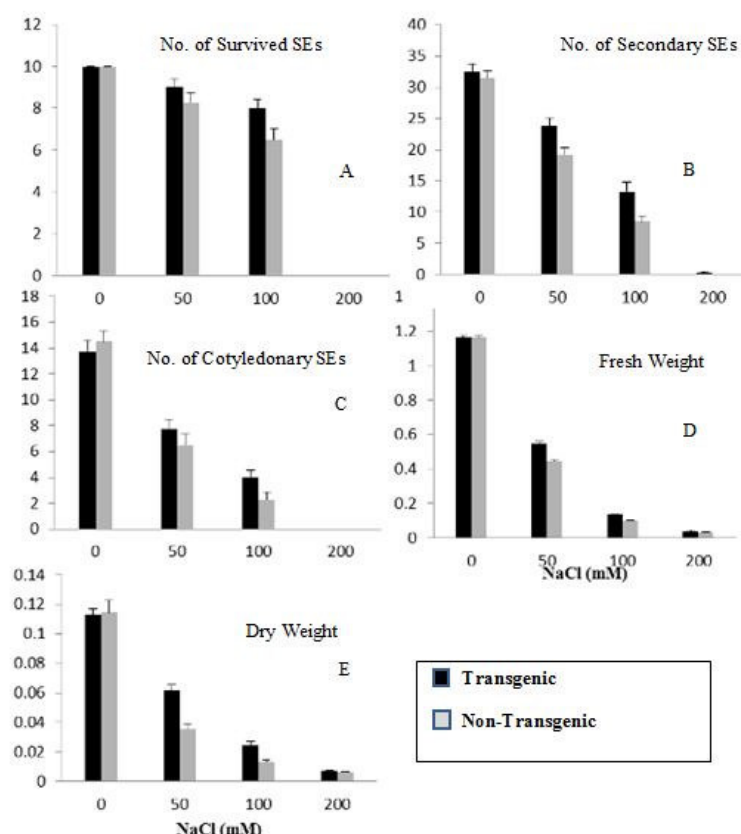 12
No. of Survived SEs
10
8
6
A
4
2
0
0 50 100 200
40
No. of Secondary SEs
35
30
25
20
B
15
10
5
0
0 50 100 200
18
16
14
No. of Cotyledonary SEs
12
10
C
8
6
4
2
0
0 50 100 200
1
1.2
Fresh Weight
1
0.8
D
0.6
0.4
0.2
0
0 50 100 200
NaCl (mM)
0.14
0.12
0.1
Dry Weight
0.08
E
0.06
0.04
0.02
0
0 50 100 200
NaCl (mM)
Transgenic
Non-Transgenic